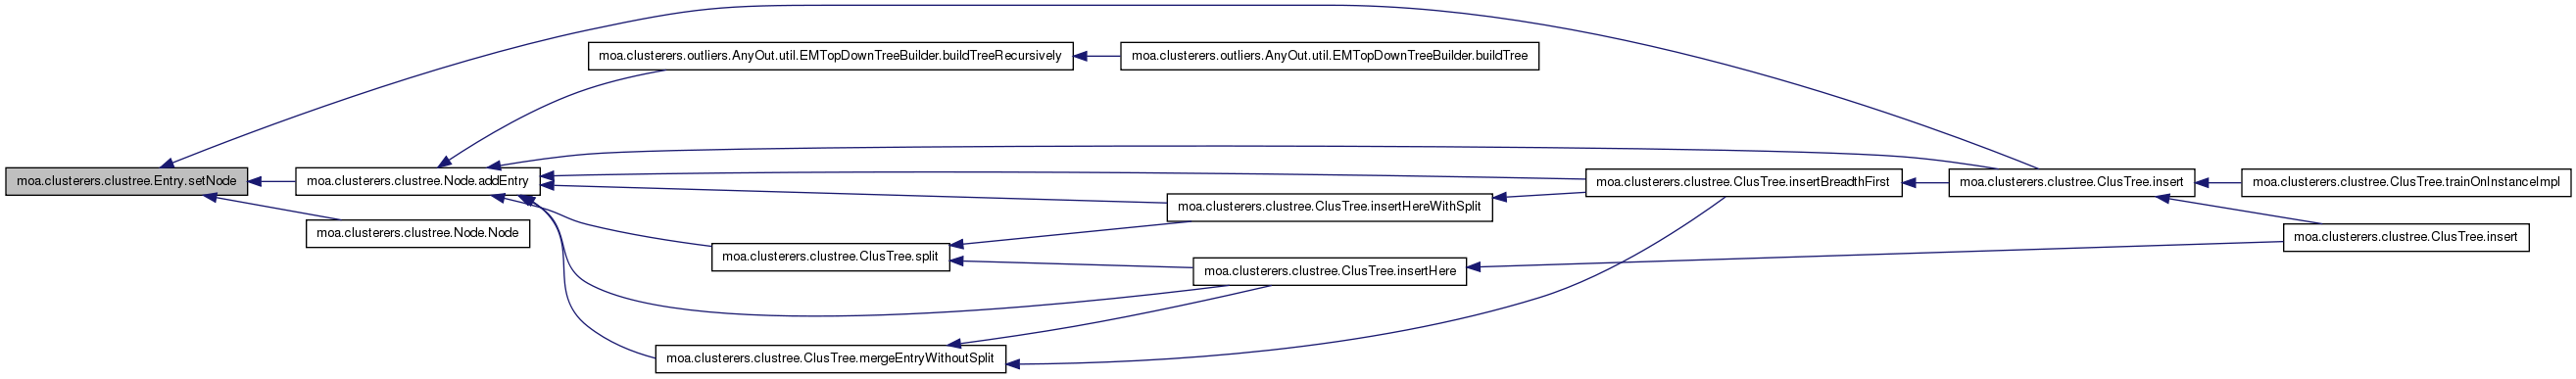 moa.clusterers.outliers.AnyOut.util.EMTopDownTreeBuilder.buildTreeRecursively
moa.clusterers.outliers.AnyOut.util.EMTopDownTreeBuilder.buildTree
moa.clusterers.clustree.Entry.setNode
moa.clusterers.clustree.Node.addEntry
moa.clusterers.clustree.ClusTree.insertBreadthFirst
moa.clusterers.clustree.ClusTree.insert
moa.clusterers.clustree.ClusTree.trainOnInstanceImpl
moa.clusterers.clustree.ClusTree.insertHereWithSplit
moa.clusterers.clustree.Node.Node
moa.clusterers.clustree.ClusTree.insert
moa.clusterers.clustree.ClusTree.split
moa.clusterers.clustree.ClusTree.insertHere
moa.clusterers.clustree.ClusTree.mergeEntryWithoutSplit